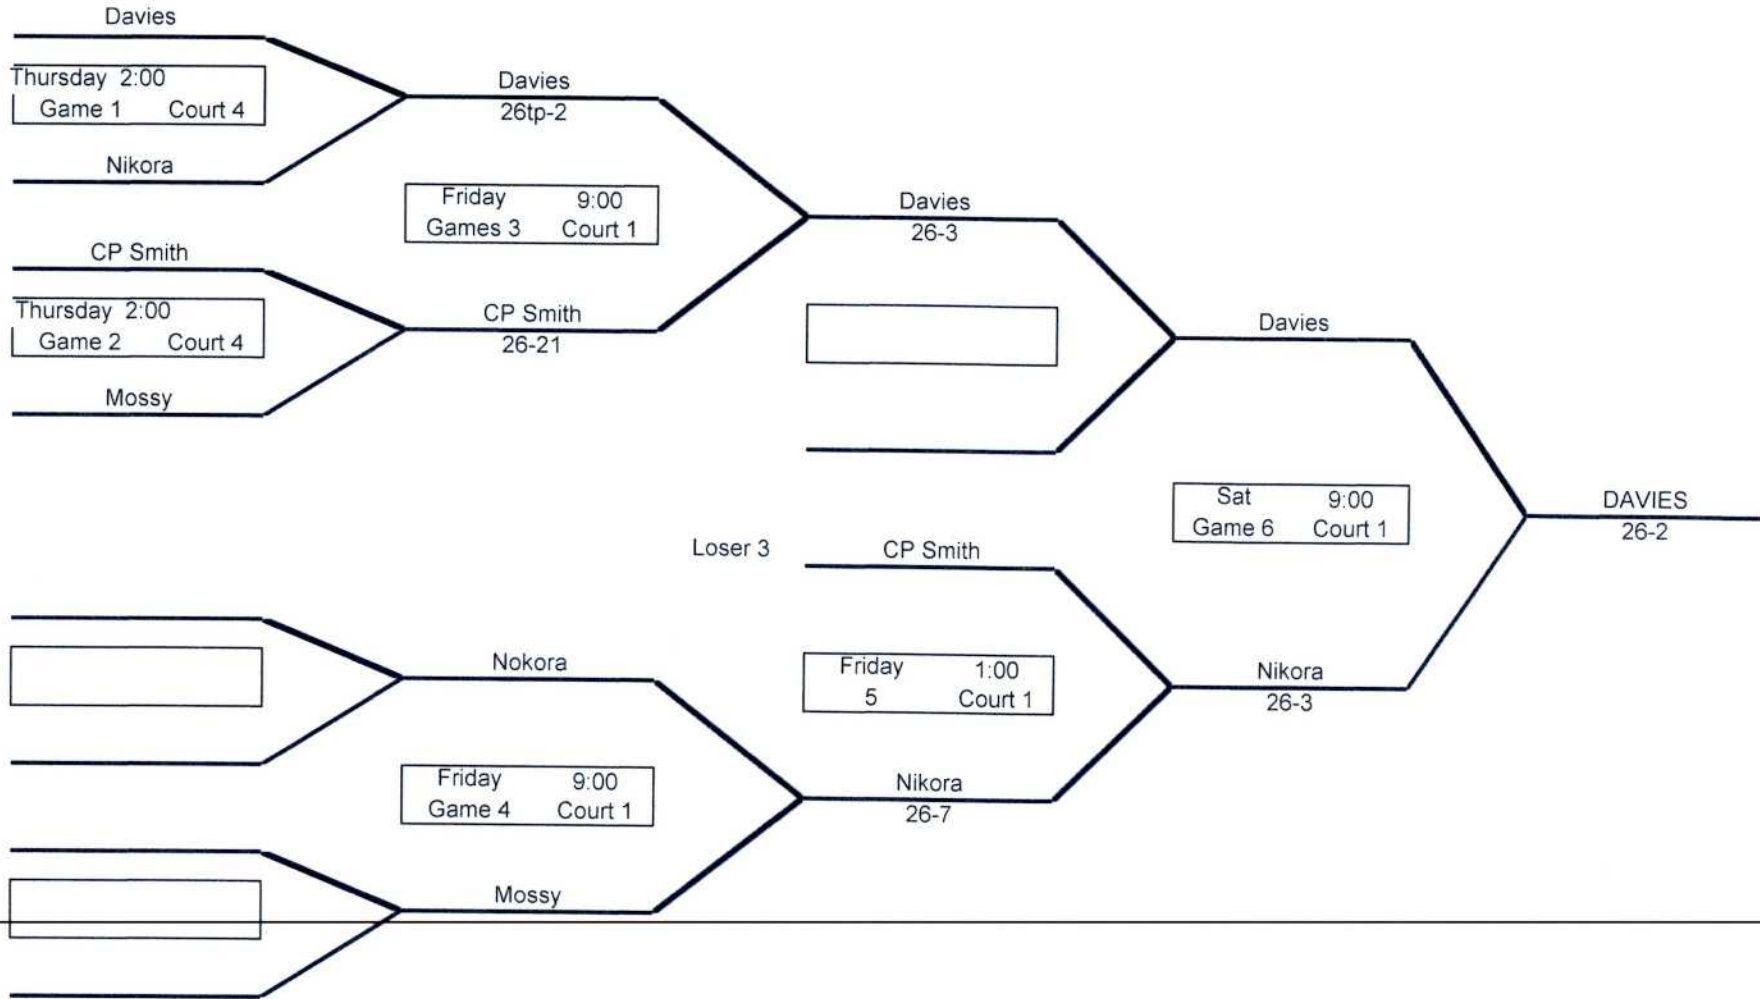 Davies
Thursday 2:00
Game 1 Court 4
Nikora
CP Smith
Thursday 2:00
Game 2 Court 4
Mossy
Davies
26tp-2
Friday 9:00
Games 3 Court 1
CP Smith
26-21
Davies
26-3
Davies
Sat 9:00
Game 6 Court 1
DAVIES
26-2
Loser 3 CP Smith
Friday 1:00
5 Court 1
Nikora
26-3
Nokora
Friday 9:00
Game 4 Court 1
Mossy
Nikora
26-7